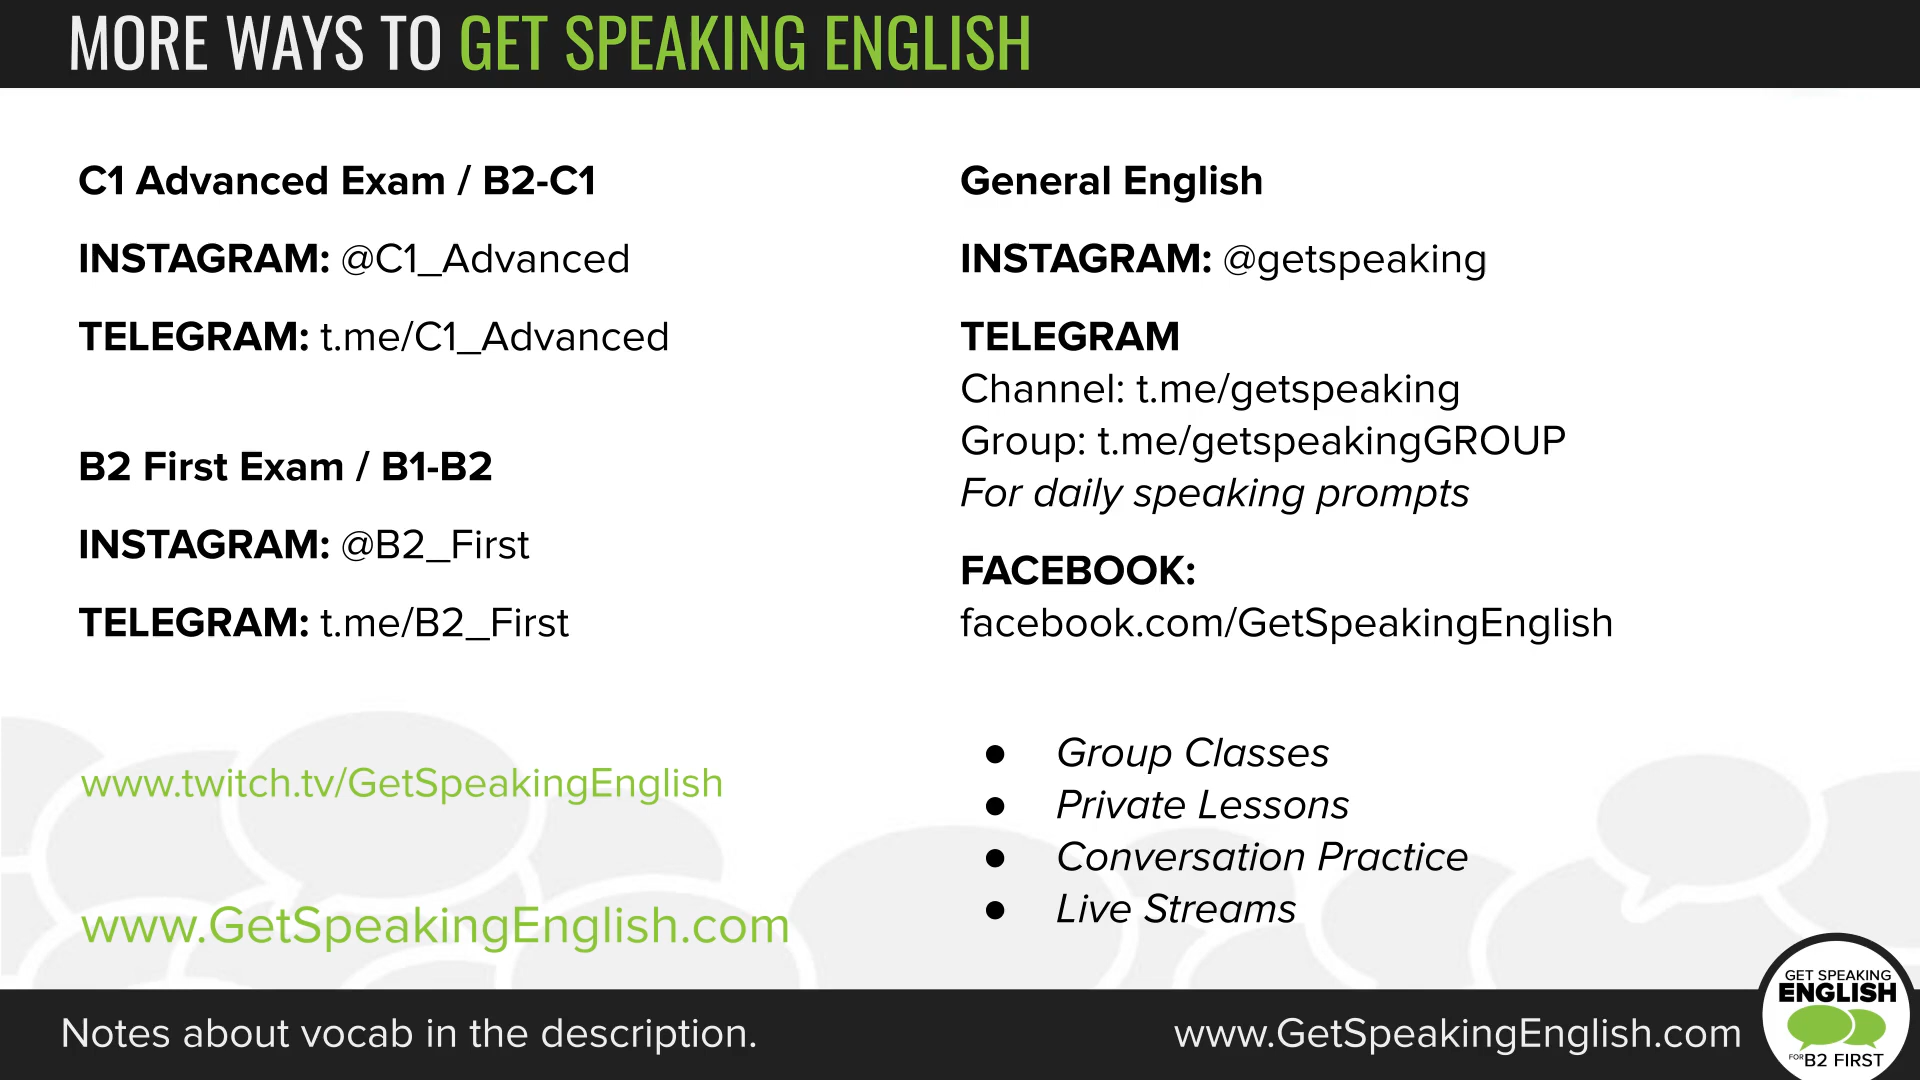 MORE WAYS TO GET SPEAKING ENGLISH
C1 Advanced Exam / B2-C1
INSTAGRAM: @C1_Advanced
TELEGRAM: t.me/C1_Advanced
B2 First Exam / B1-B2
INSTAGRAM: @B2_First
TELEGRAM: t.me/B2_First
www.twitch.tv/GetSpeakingEnglish
www.GetSpeakingEnglish.com
General English
INSTAGRAM: @getspeaking
TELEGRAM
Channel: t.me/getspeaking
Group: t.me/getspeakingGROUP
For daily speaking prompts
FACEBOOK:
facebook.com/GetSpeakingEnglish
● Group Classes
● Private Lessons
● Conversation Practice
● Live Streams
Notes about vocab in the description.
www.GetSpeakingEnglish.com
GET SPEAKING
ENGLISH
FOR B2 FIRST